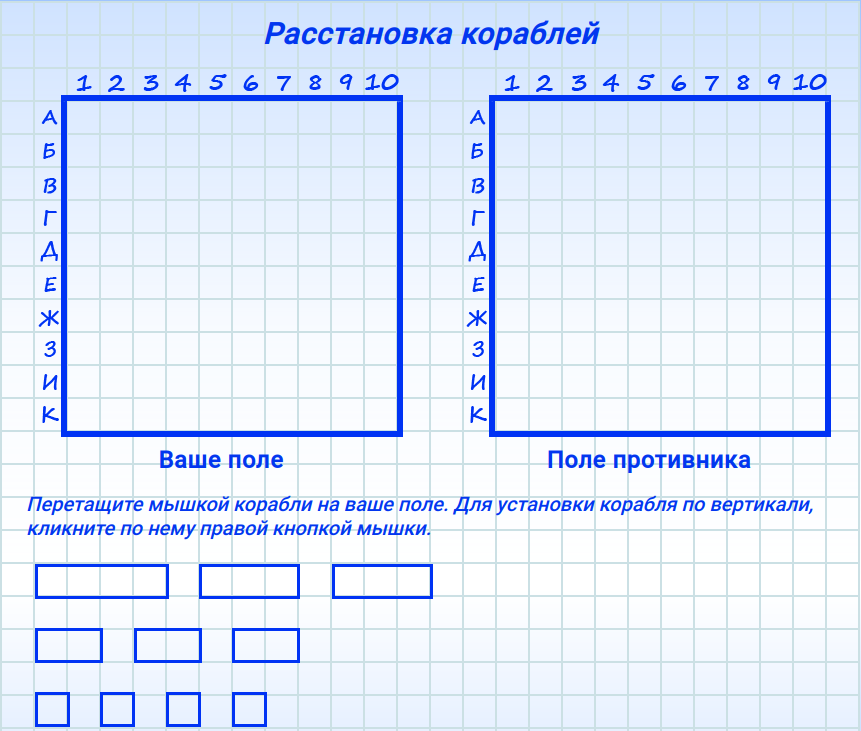 Расстановка кораблей
1 2 3 4 5 6 7 8 9 10
1 2 3 4 5 6 7 8 9 10
А
Б
В
Г
Д
Е
Ж
З
И
К
А
Б
В
Г
Д
Е
Ж
З
И
К
Ваше поле
Поле противника
Перетащите мышкой корабли на ваше поле. Для установки корабля по вертикали,
кликните по нему правой кнопкой мышки.